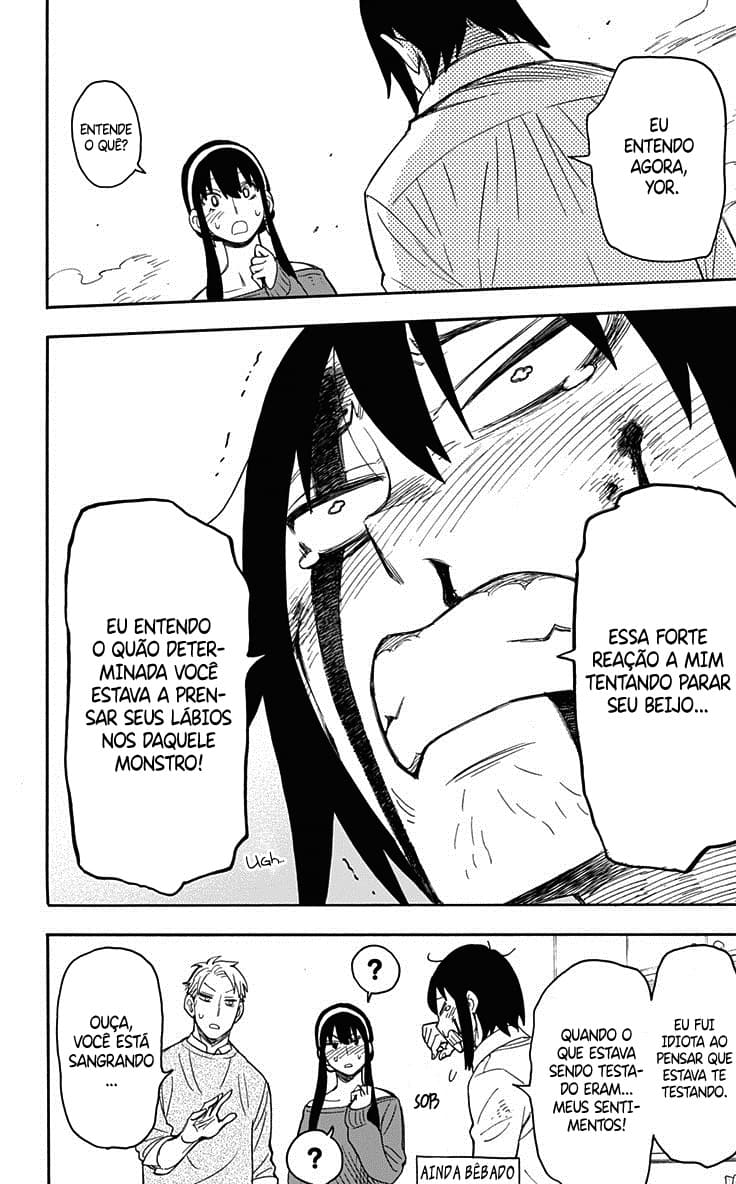 EU
ENTENDO
AGORA,
YOR.
ENTENDE
O QUÊ?
ESSA FORTE
REAÇÃO A MIM
TENTANDO PARAR
SEU BEIJO...
EU ENTENDO
O QUÃO DETER-
MINADA VOCÊ
ESTAVA A PREN-
SAR SEUS LÁBIOS
NOS DAQUELE
MONSTRO!
UGH...
EU FUI
IDIOTA AO
PENSAR QUE
ESTAVA TE
TESTANDO.
QUANDO O
QUE ESTAVA
SENDO TESTA-
DO ERAM...
MEUS SENTI-
MENTOS!
SOB
AINDA BÊBADO
?
?
OUÇA,
VOCÊ ESTÁ
SANGRANDO
...